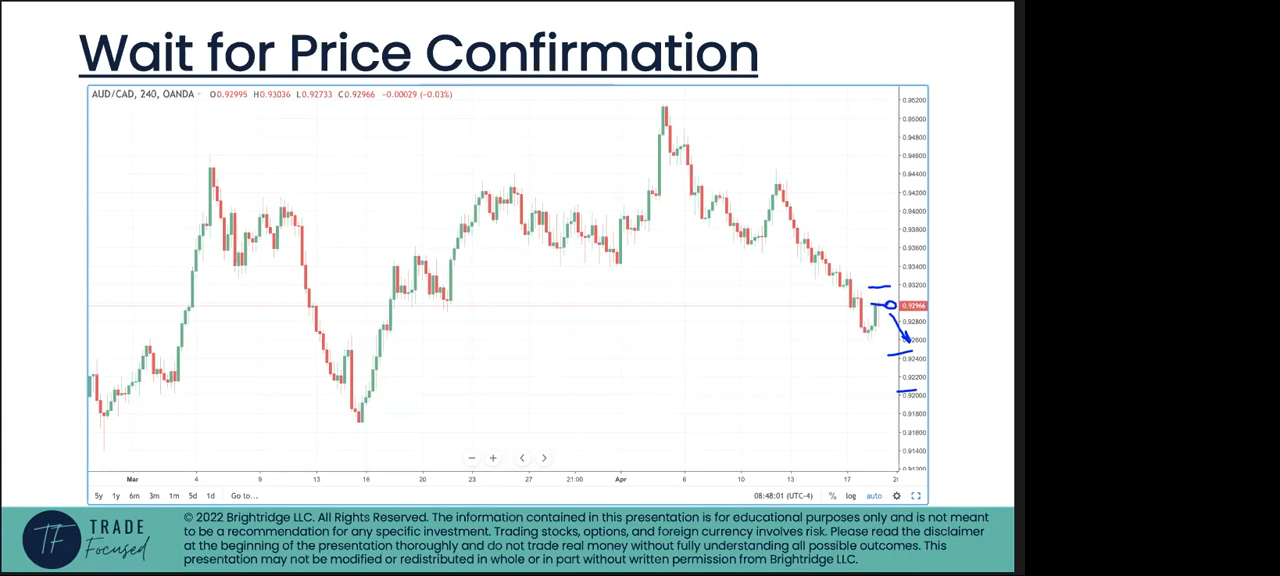 Wait for Price Confirmation
AUD/CAD, 240, OANDA O0.92995 H0.93036 L0.92733 C0.92966 -0.00029 (-0.03%)
0.95200
0.95000
0.94800
0.94600
0.94400
0.94200
0.94000
0.93800
0.93600
0.93400
0.93200
0.92966
0.92800
0.92600
0.92400
0.92200
0.92000
0.91800
0.91600
0.91400
0.91200
Mar 4 9 13 16 20 23 27 21:00 Apr 6 10 13 17
5y 1y 6m 3m 1m 5d 1d Go to... 08:48:01 (UTC-4) % log auto
TF
TRADE
Focused
© 2022 Brightridge LLC. All Rights Reserved. The information contained in this presentation is for educational purposes only and is not meant
to be a recommendation for any specific investment. Trading stocks, options, and foreign currency involves risk. Please read the disclaimer
at the beginning of the presentation thoroughly and do not trade real money without fully understanding all possible outcomes. This
presentation may not be modified or redistributed in whole or in part without written permission from Brightridge LLC.